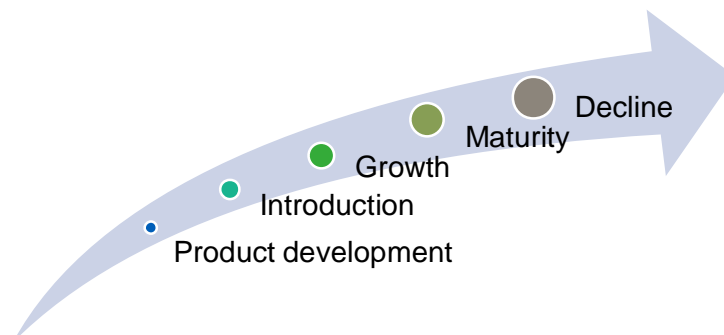 Decline
Maturity
Growth
Introduction
Product development